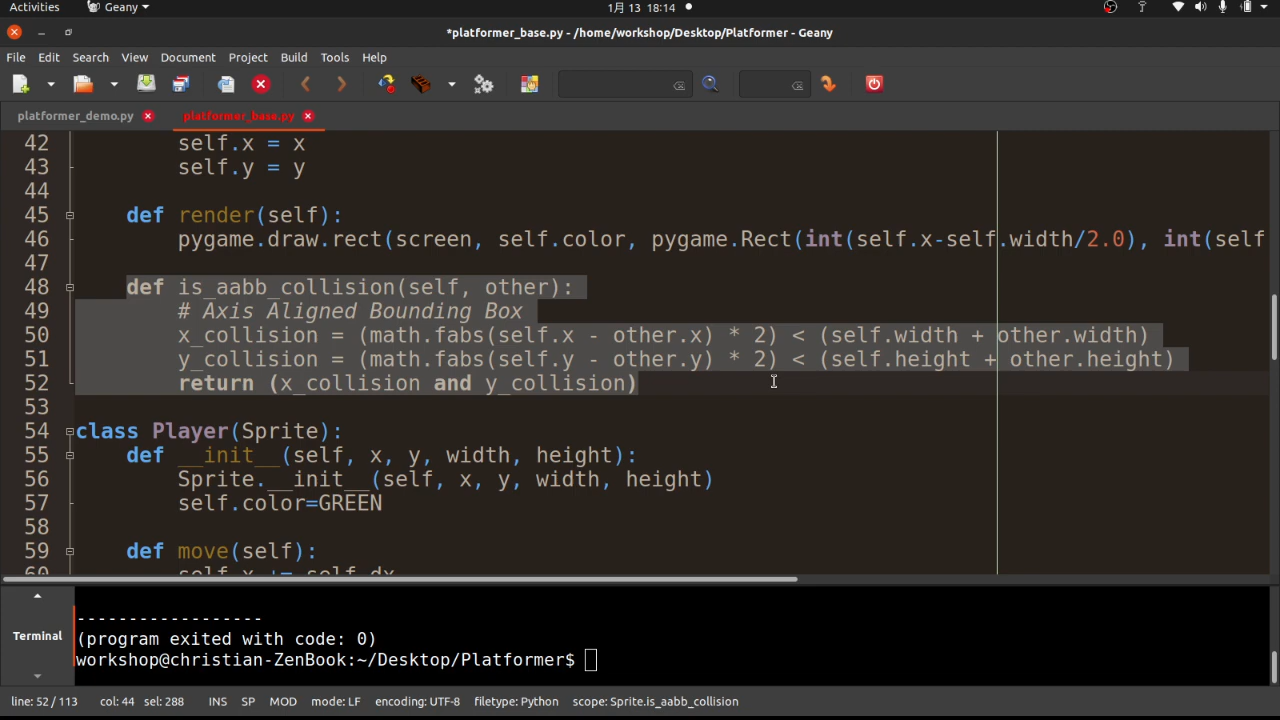 Activities
Geany
1月 13 18:14
*platformer_base.py - /home/workshop/Desktop/Platformer - Geany
File Edit Search View Document Project Build Tools Help
platformer_demo.py platformer_base.py
42 self.x = x
43 self.y = y
44
45 def render(self):
46 pygame.draw.rect(screen, self.color, pygame.Rect(int(self.x-self.width/2.0), int(self
47
48 def is_aabb_collision(self, other):
49 # Axis Aligned Bounding Box
50 x_collision = (math.fabs(self.x - other.x) * 2) < (self.width + other.width)
51 y_collision = (math.fabs(self.y - other.y) * 2) < (self.height + other.height)
52 return (x_collision and y_collision)
53
54 class Player(Sprite):
55 def __init__(self, x, y, width, height):
56 Sprite.__init__(self, x, y, width, height)
57 self.color=GREEN
58
59 def move(self):
60 self.x += self.dx
Terminal
------------------
(program exited with code: 0)
workshop@christian-ZenBook:~/Desktop/Platformer$
line: 52 / 113 col: 44 sel: 288 INS SP MOD mode: LF encoding: UTF-8 filetype: Python scope: Sprite.is_aabb_collision